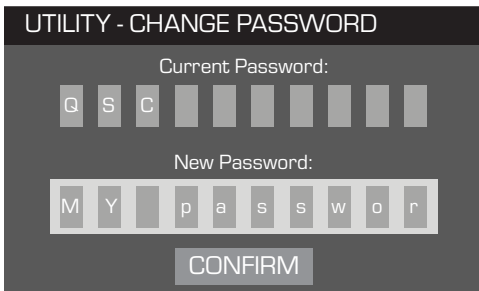 UTILITY - CHANGE PASSWORD
Current Password:
Q S C
New Password:
M Y p a s s w o r
CONFIRM